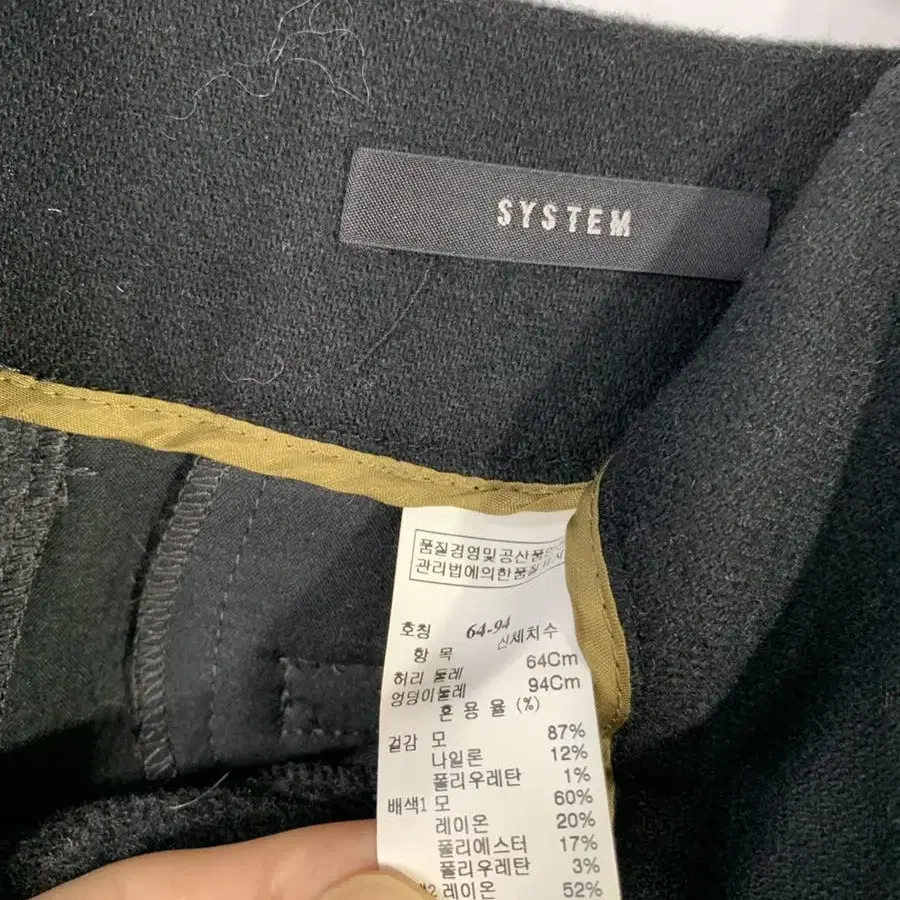 SYSTEM
품질경영및공산품
관리법에의한품질
호칭 64-94
항 목 신체치수
허리 둘레 64Cm
엉덩이둘레 94Cm
혼 용 율 (%)
겉감 모 87%
나일론 12%
폴리우레탄 1%
배색1 모 60%
레이온 20%
폴리에스터 17%
폴리우레탄 3%
레이온 52%